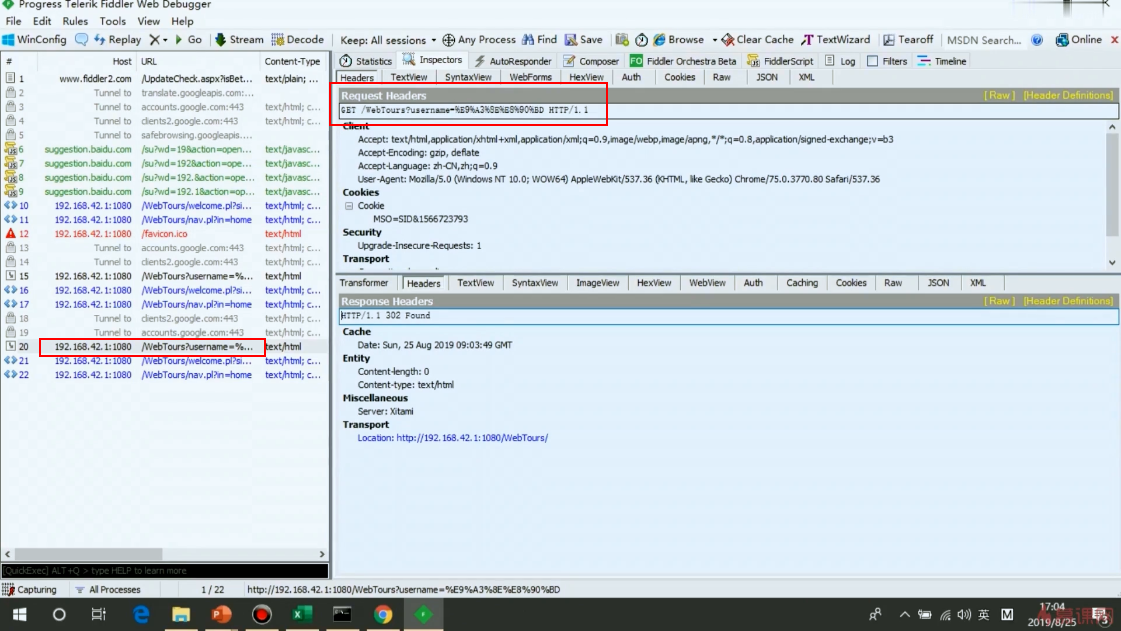 Progress Telerik Fiddler Web Debugger
File Edit Rules Tools View Help
WinConfig Replay Go Stream Decode Keep: All sessions Any Process Find Save Browse Clear Cache TextWizard Tearoff MSDN Search... Online
# Host URL Content-Type
1 www.fiddler2.com /UpdateCheck.aspx?isBet... text/plain; ...
2 Tunnel to translate.googleapis.com:...
3 Tunnel to accounts.google.com:443 text/html; c...
4 Tunnel to clients2.google.com:443 text/html; c...
5 Tunnel to safebrowsing.googleapis....
6 suggestion.baidu.com /su?wd=19&action=open... text/javasc...
7 suggestion.baidu.com /su?wd=192&action=ope... text/javasc...
8 suggestion.baidu.com /su?wd=192.&action=ope... text/javasc...
9 suggestion.baidu.com /su?wd=192.1&action=o... text/javasc...
10 192.168.42.1:1080 /WebTours/welcome.pl?si... text/html; c...
11 192.168.42.1:1080 /WebTours/nav.pl?in=home text/html; c...
12 192.168.42.1:1080 /favicon.ico text/html
13 Tunnel to accounts.google.com:443 text/html; c...
14 Tunnel to clients2.google.com:443 text/html; c...
15 192.168.42.1:1080 /WebTours?username=%... text/html
16 192.168.42.1:1080 /WebTours/welcome.pl?si... text/html; c...
17 192.168.42.1:1080 /WebTours/nav.pl?in=home text/html; c...
18 Tunnel to clients2.google.com:443 text/html; c...
19 Tunnel to accounts.google.com:443 text/html; c...
20 192.168.42.1:1080 /WebTours?username=%... text/html
21 192.168.42.1:1080 /WebTours/welcome.pl?si... text/html; c...
22 192.168.42.1:1080 /WebTours/nav.pl?in=home text/html; c...
Statistics Inspectors AutoResponder Composer FO Fiddler Orchestra Beta FiddlerScript Log Filters Timeline
Headers TextView SyntaxView WebForms HexView Auth Cookies Raw JSON XML
Request Headers [ Raw ] [Header Definitions]
GET /WebTours?username=%E9%A3%8E%E8%90%BD HTTP/1.1
Client
Accept: text/html,application/xhtml+xml,application/xml;q=0.9,image/webp,image/apng,*/*;q=0.8,application/signed-exchange;v=b3
Accept-Encoding: gzip, deflate
Accept-Language: zh-CN,zh;q=0.9
User-Agent: Mozilla/5.0 (Windows NT 10.0; WOW64) AppleWebKit/537.36 (KHTML, like Gecko) Chrome/75.0.3770.80 Safari/537.36
Cookies
Cookie
MSO=SID&1566723793
Security
Upgrade-Insecure-Requests: 1
Transport
Transformer Headers TextView SyntaxView ImageView HexView WebView Auth Caching Cookies Raw JSON XML
Response Headers [ Raw ] [Header Definitions]
HTTP/1.1 302 Found
Cache
Date: Sun, 25 Aug 2019 09:03:49 GMT
Entity
Content-length: 0
Content-type: text/html
Miscellaneous
Server: Xitami
Transport
Location: http://192.168.42.1:1080/WebTours/
[QuickExec] ALT+Q > type HELP to learn more
Capturing All Processes 1 / 22 http://192.168.42.1:1080/WebTours?username=%E9%A3%8E%E8%90%BD
英 M 17:04
2019/8/25 3